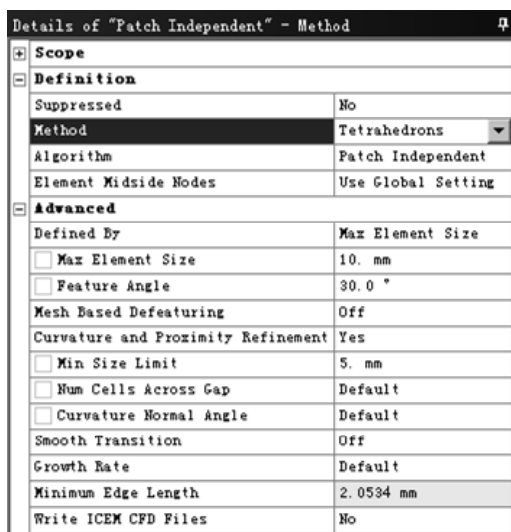 Details of "Patch Independent" - Method
Scope
Definition
Suppressed No
Method Tetrahedrons
Algorithm Patch Independent
Element Midside Nodes Use Global Setting
Advanced
Defined By Max Element Size
Max Element Size 10. mm
Feature Angle 30.0 °
Mesh Based Defeaturing Off
Curvature and Proximity Refinement Yes
Min Size Limit 5. mm
Num Cells Across Gap Default
Curvature Normal Angle Default
Smooth Transition Off
Growth Rate Default
Minimum Edge Length 2.0534 mm
Write ICEM CFD Files No